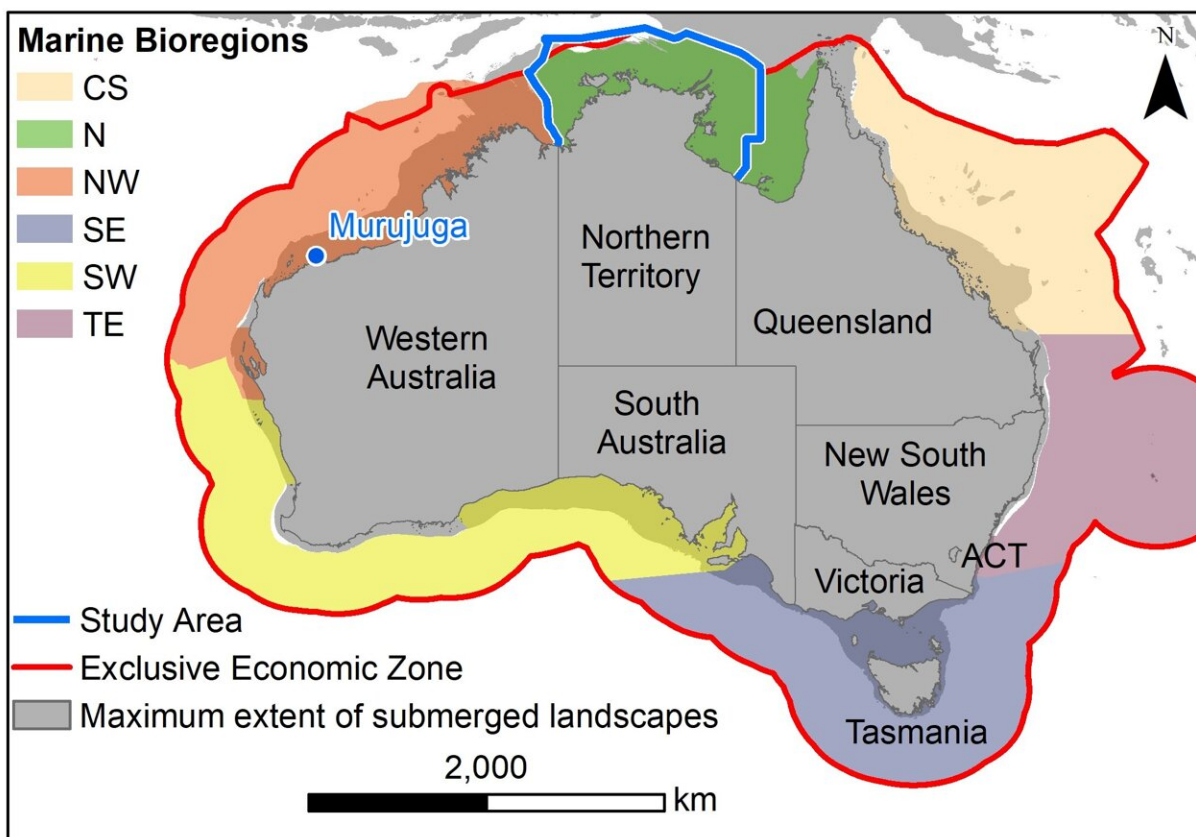 Marine Bioregions
CS
N
NW
SE
SW
TE
N
Murujuga
Northern
Territory
Queensland
Western
Australia
South
Australia
New South
Wales
ACT
Victoria
Tasmania
Study Area
Exclusive Economic Zone
Maximum extent of submerged landscapes
2,000
km